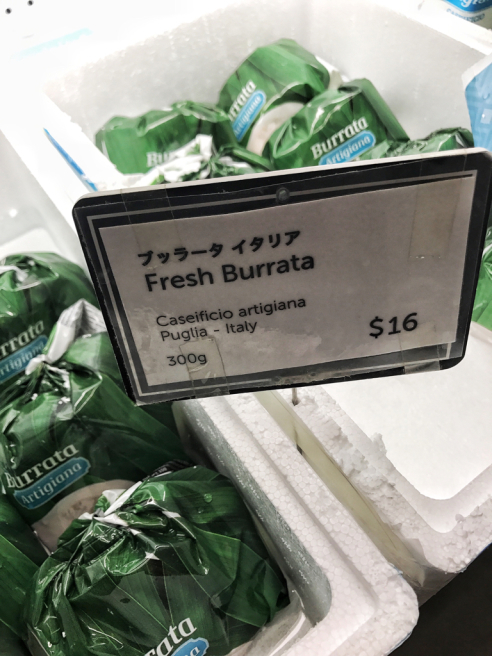 Burrata
Artigiana
Burrata
Artigiana
ブッラータ イタリア
Fresh Burrata
Caseificio artigiana
Puglia - Italy
300g
$16
Burrata
Artigiana